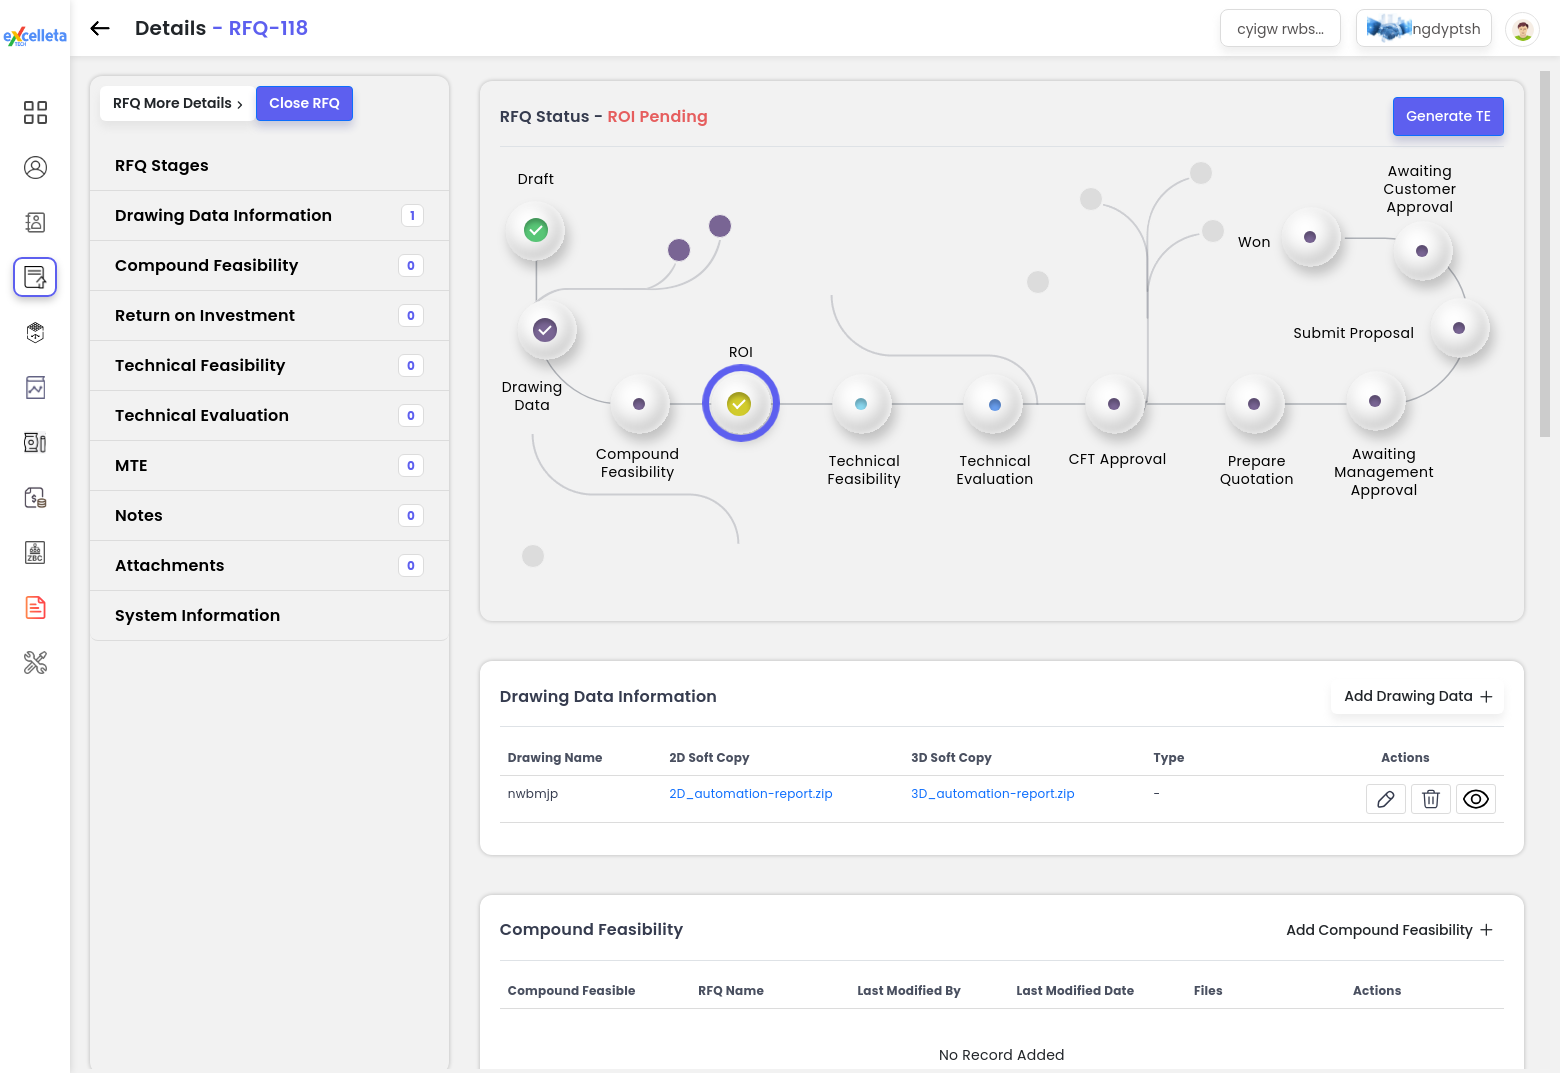 excelleta
TECH
Details - RFQ-118
cyigw rwbs...
ngdyptsh
RFQ More Details ›
Close RFQ
RFQ Stages
Drawing Data Information 1
Compound Feasibility 0
Return on Investment 0
Technical Feasibility 0
Technical Evaluation 0
MTE 0
Notes 0
Attachments 0
System Information
ZBC
RFQ Status - ROI Pending
Generate TE
Draft
Drawing
Data
Compound
Feasibility
ROI
Technical
Feasibility
Technical
Evaluation
CFT Approval
Prepare
Quotation
Awaiting
Management
Approval
Submit Proposal
Awaiting
Customer
Approval
Won
Drawing Data Information
Add Drawing Data +
Drawing Name 2D Soft Copy 3D Soft Copy Type Actions
nwbmjp 2D_automation-report.zip 3D_automation-report.zip -
Compound Feasibility
Add Compound Feasibility +
Compound Feasible RFQ Name Last Modified By Last Modified Date Files Actions
No Record Added